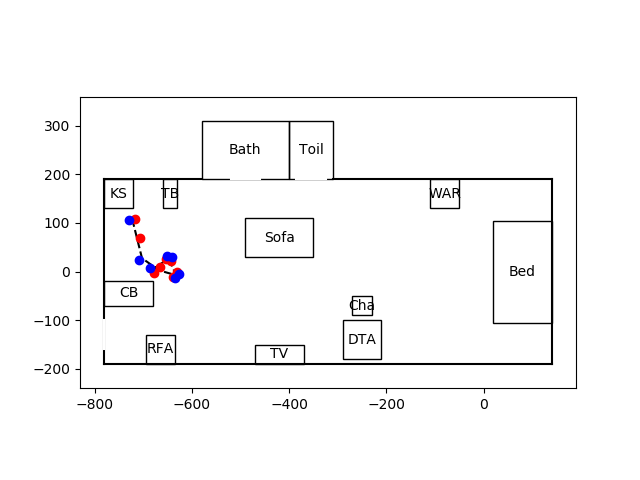 300
200
100
0
−100
−200
−800
−600
−400
−200
0
Bath
Toil
KS
TB
WAR
Sofa
Bed
CB
Cha
DTA
RFA
TV